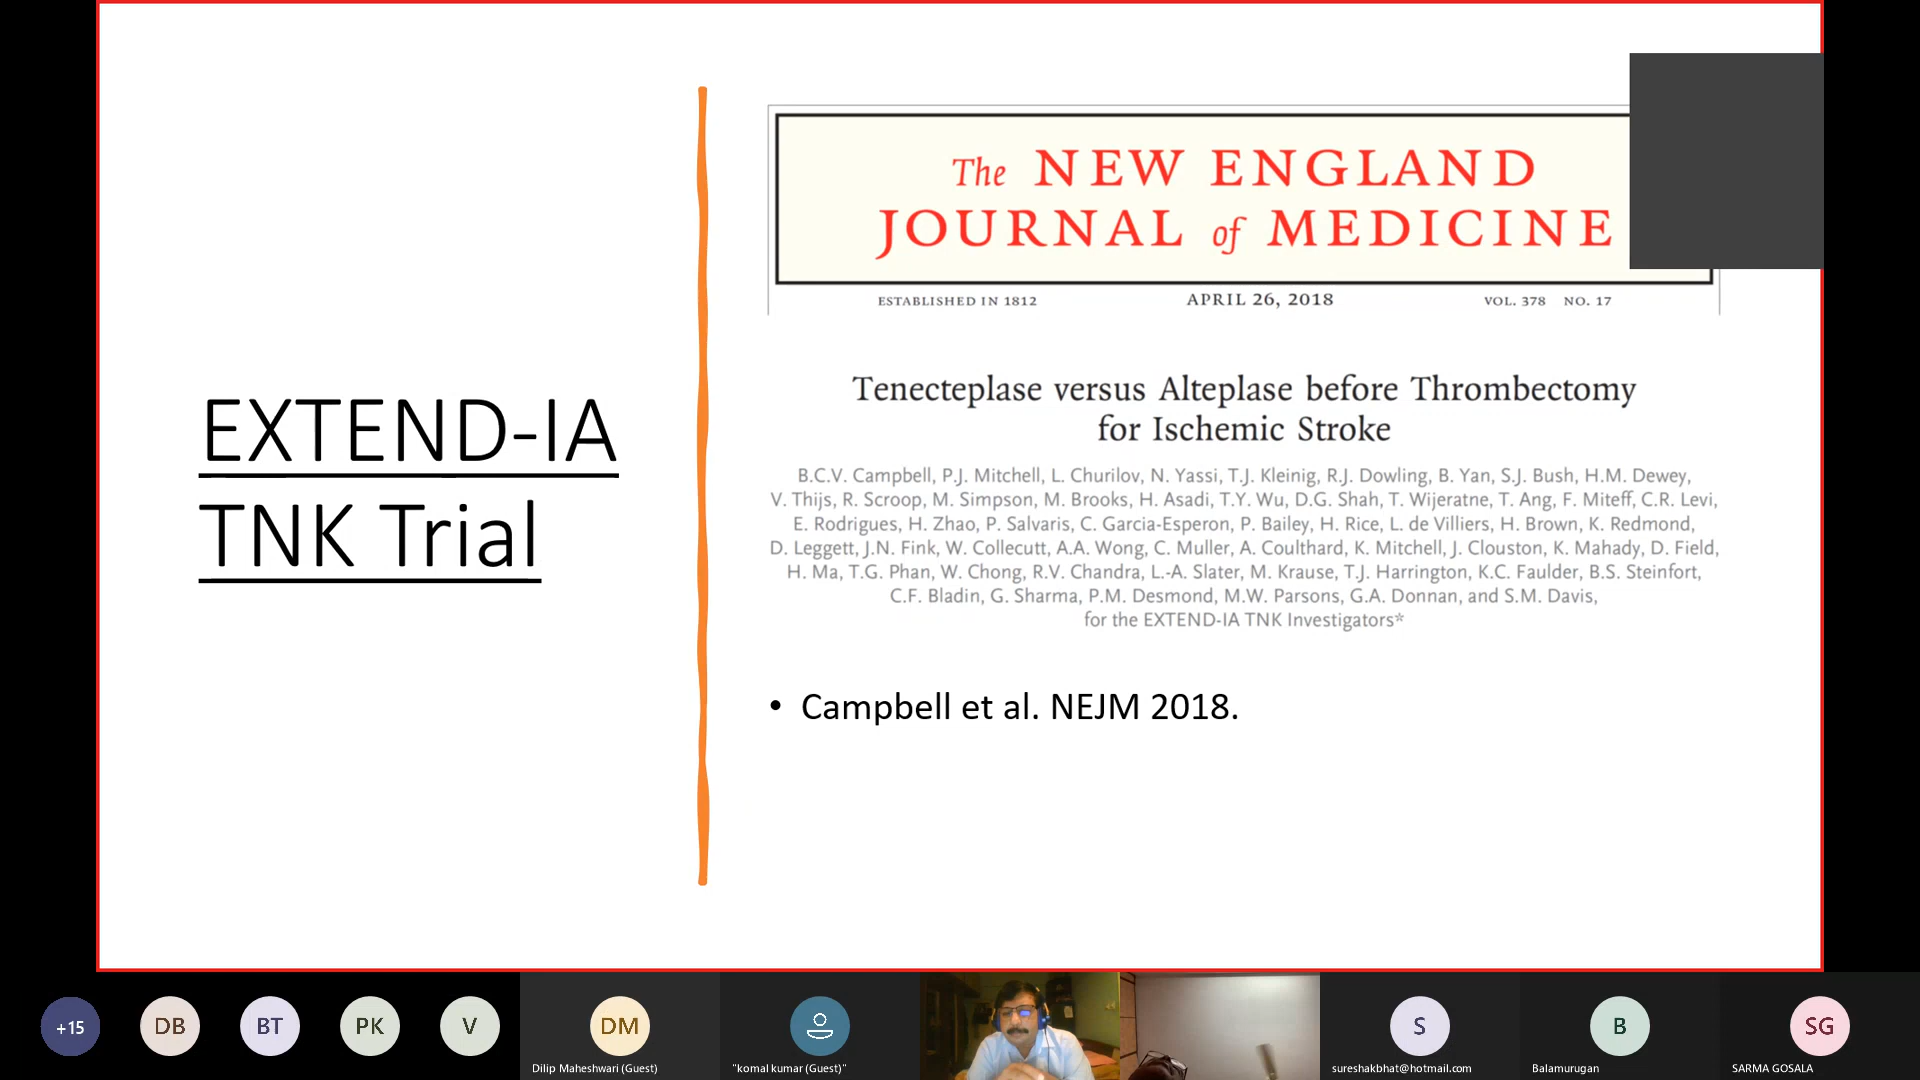 EXTEND-IA
TNK Trial
The NEW ENGLAND
JOURNAL of MEDICINE
ESTABLISHED IN 1812 APRIL 26, 2018 VOL. 378 NO. 17
Tenecteplase versus Alteplase before Thrombectomy
for Ischemic Stroke
B.C.V. Campbell, P.J. Mitchell, L. Churilov, N. Yassi, T.J. Kleinig, R.J. Dowling, B. Yan, S.J. Bush, H.M. Dewey,
V. Thijs, R. Scroop, M. Simpson, M. Brooks, H. Asadi, T.Y. Wu, D.G. Shah, T. Wijeratne, T. Ang, F. Miteff, C.R. Levi,
E. Rodrigues, H. Zhao, P. Salvaris, C. Garcia-Esperon, P. Bailey, H. Rice, L. de Villiers, H. Brown, K. Redmond,
D. Leggett, J.N. Fink, W. Collecutt, A.A. Wong, C. Muller, A. Coulthard, K. Mitchell, J. Clouston, K. Mahady, D. Field,
H. Ma, T.G. Phan, W. Chong, R.V. Chandra, L.-A. Slater, M. Krause, T.J. Harrington, K.C. Faulder, B.S. Steinfort,
C.F. Bladin, G. Sharma, P.M. Desmond, M.W. Parsons, G.A. Donnan, and S.M. Davis,
for the EXTEND-IA TNK Investigators*
• Campbell et al. NEJM 2018.
+15 DB BT PK V DM S B SG
Dilip Maheshwari (Guest) "komal kumar (Guest)" sureshakbhat@hotmail.com Balamurugan SARMA GOSALA